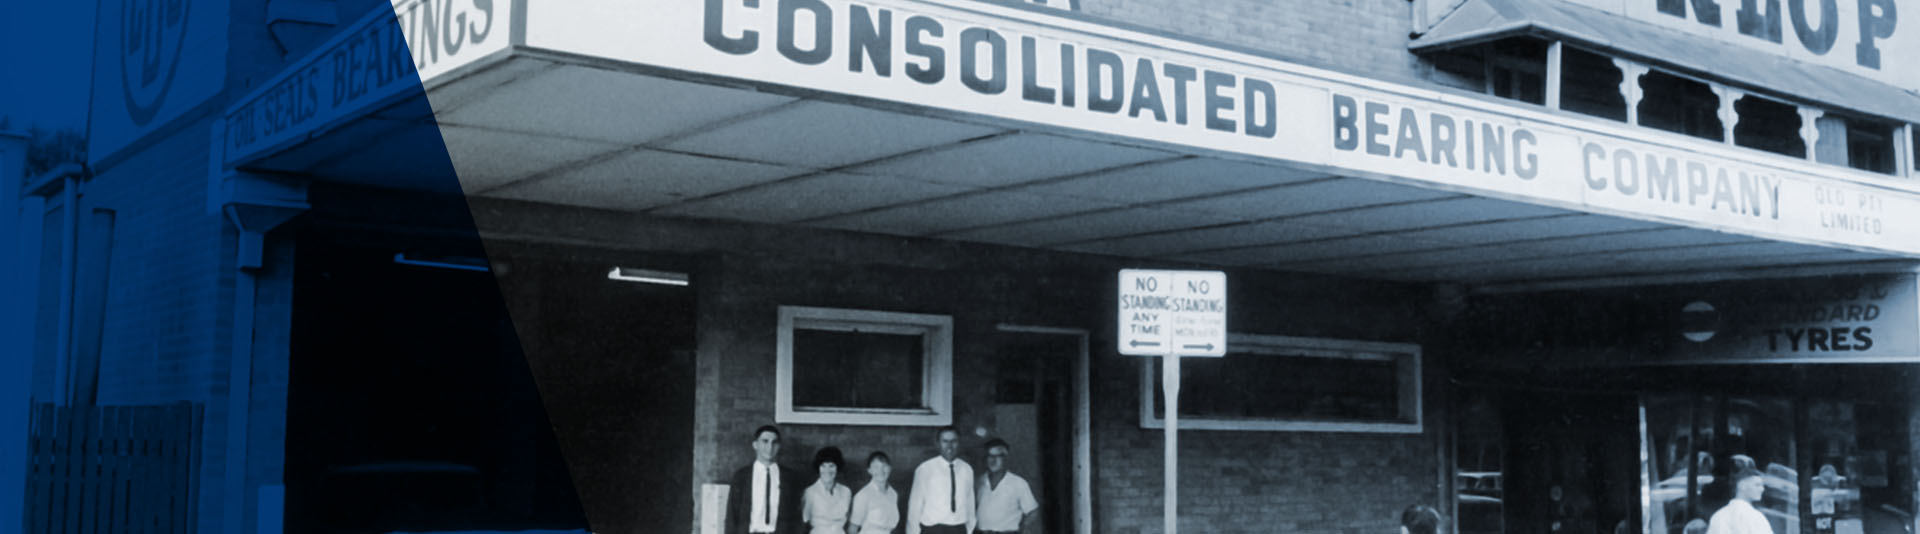 OIL SEALS BEARINGS
CONSOLIDATED BEARING COMPANY
QLD PTY
LIMITED
NO
STANDING
ANY
TIME
NO
STANDING
TYRES